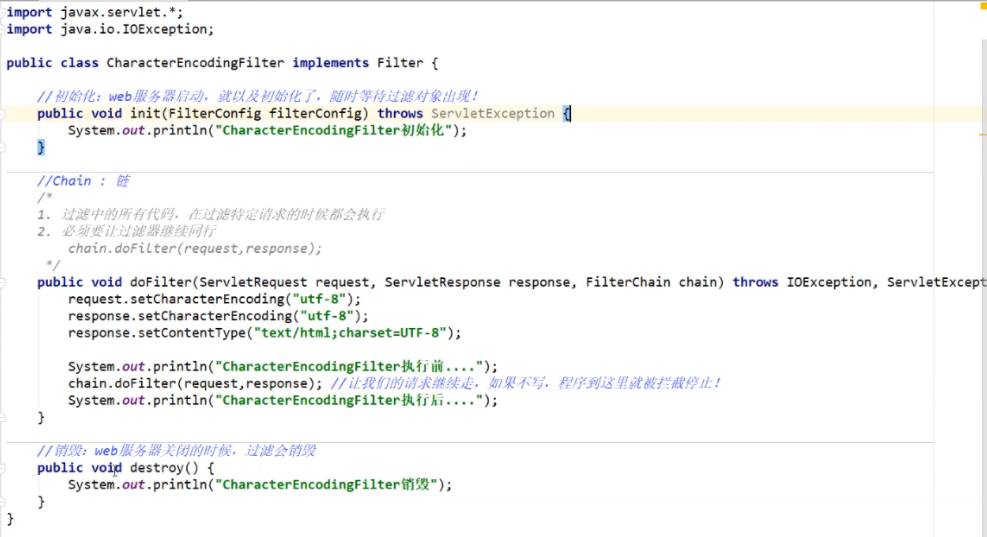 import javax.servlet.*;
import java.io.IOException;
public class CharacterEncodingFilter implements Filter {
//初始化：web服务器启动，就以及初始化了，随时等待过滤对象出现！
public void init(FilterConfig filterConfig) throws ServletException {
System.out.println("CharacterEncodingFilter初始化");
}
//Chain : 链
/*
1. 过滤中的所有代码，在过滤特定请求的时候都会执行
2. 必须要让过滤器继续同行
chain.doFilter(request,response);
*/
public void doFilter(ServletRequest request, ServletResponse response, FilterChain chain) throws IOException, ServletExcept
request.setCharacterEncoding("utf-8");
response.setCharacterEncoding("utf-8");
response.setContentType("text/html;charset=UTF-8");
System.out.println("CharacterEncodingFilter执行前....");
chain.doFilter(request,response); //让我们的请求继续走，如果不写，程序到这里就被拦截停止！
System.out.println("CharacterEncodingFilter执行后....");
}
//销毁：web服务器关闭的时候，过滤会销毁
public void destroy() {
System.out.println("CharacterEncodingFilter销毁");
}
}